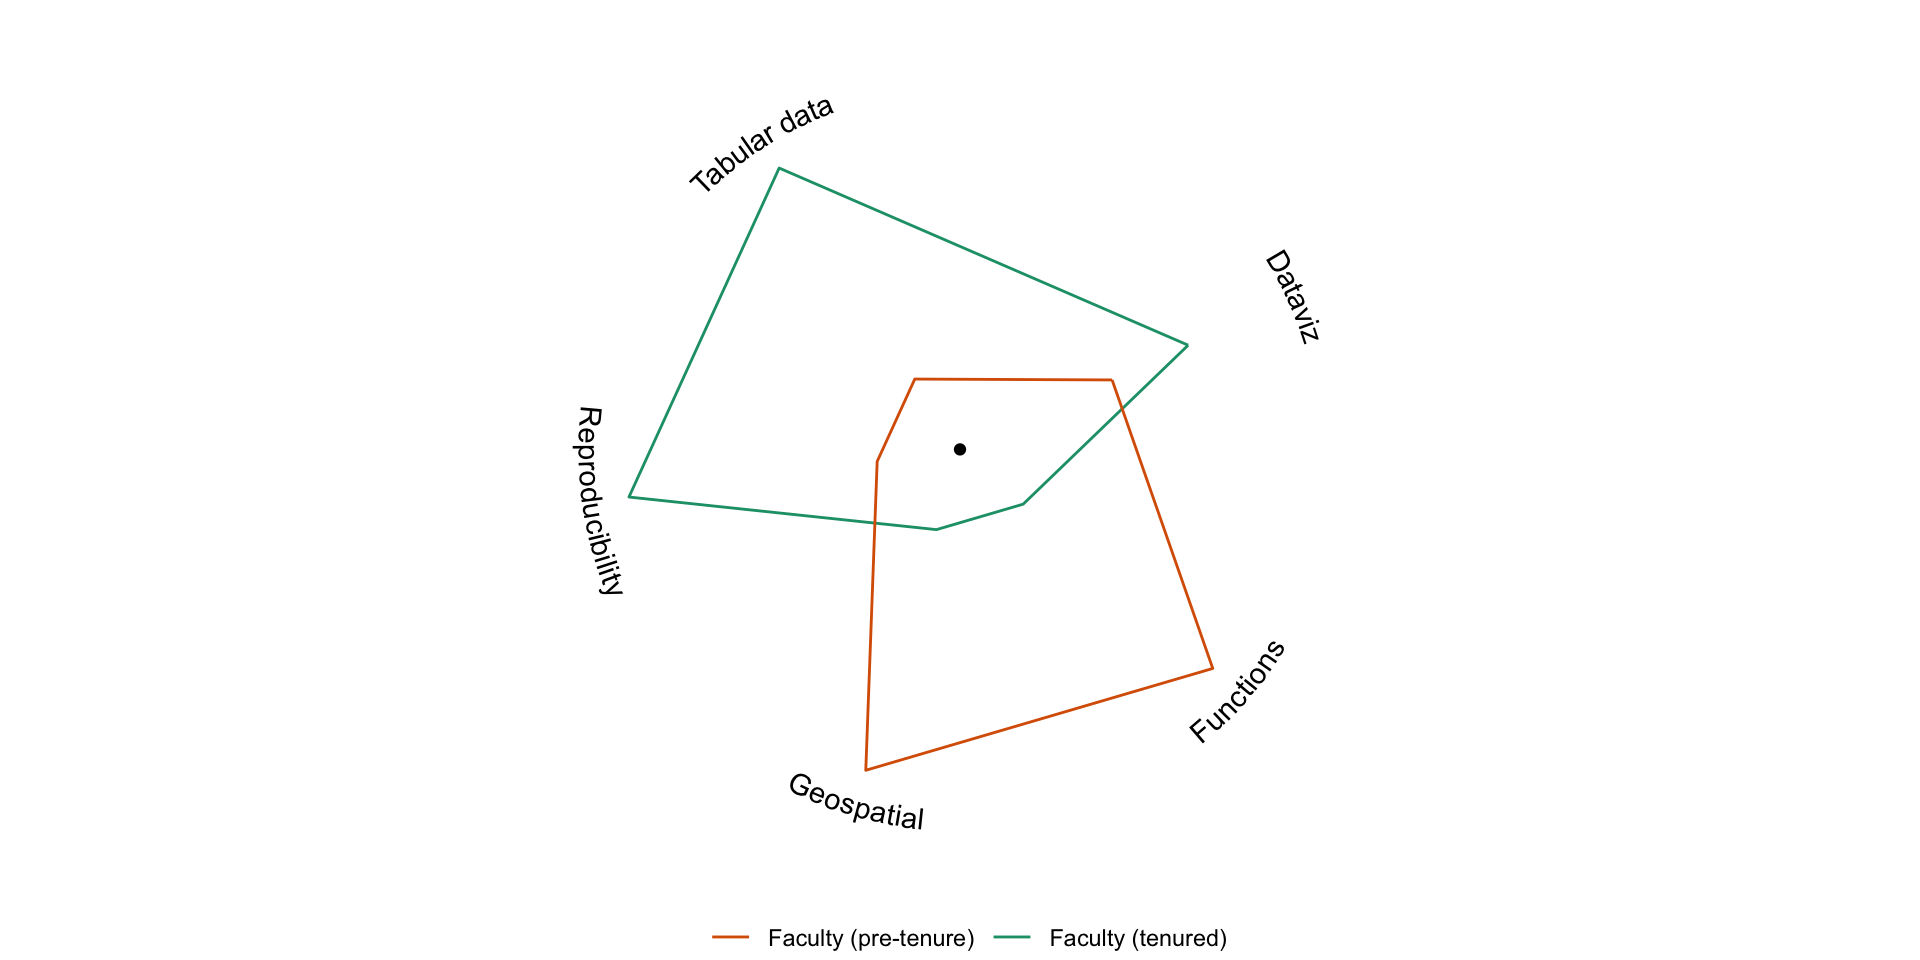 Tabular data
Dataviz
Reproducibility
Functions
Geospatial
Faculty (pre-tenure)
Faculty (tenured)